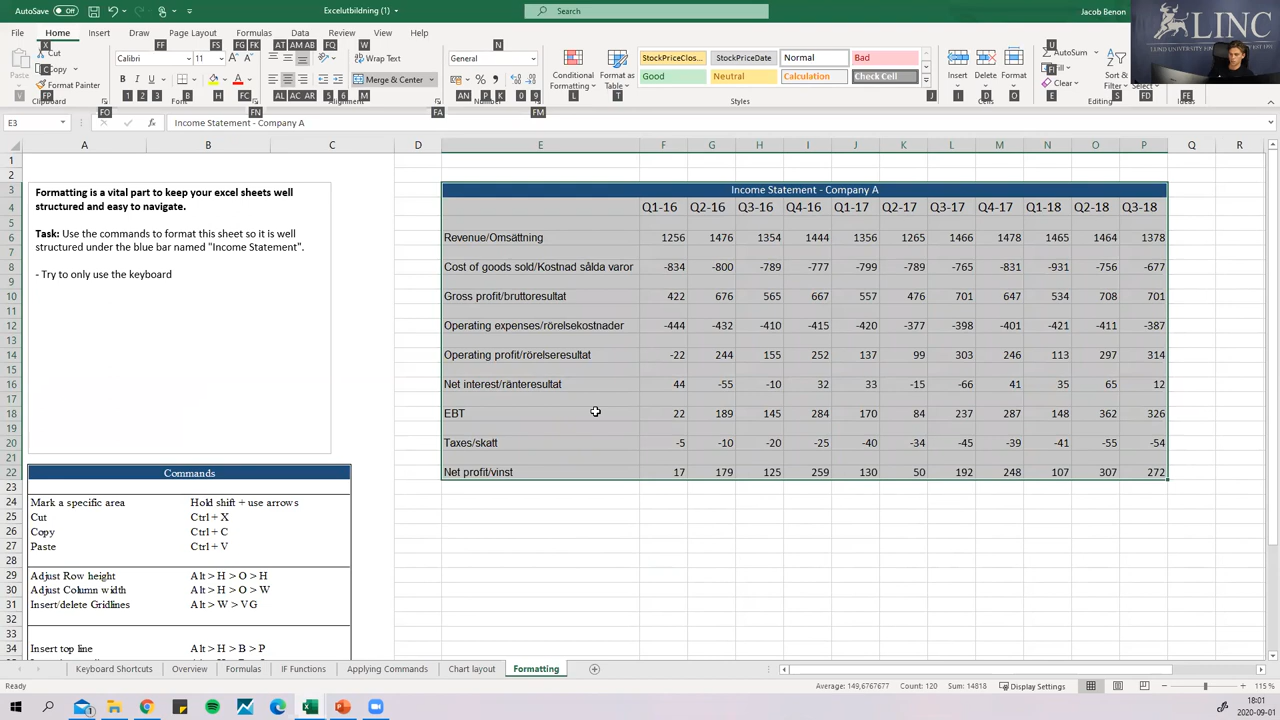 AutoSave Off
Excelutbildning (1)
Search
Jacob Benon
LINC
File Home Insert Draw Page Layout Formulas Data Review View Help
Cut
Copy
Format Painter
Paste
Clipboard
Calibri 11
Font
Wrap Text
Merge & Center
Alignment
General
Number
Conditional Formatting
Format as Table
StockPriceClos... StockPriceDate Normal Bad
Good Neutral Calculation Check Cell
Styles
Insert Delete Format
Cells
AutoSum
Fill
Clear
Sort & Filter
Editing
Ideas
E3
Income Statement - Company A
A B C D E F G H I J K L M N O P Q R
Formatting is a vital part to keep your excel sheets well
structured and easy to navigate.
Task: Use the commands to format this sheet so it is well
structured under the blue bar named "Income Statement".
- Try to only use the keyboard
Income Statement - Company A
Q1-16 Q2-16 Q3-16 Q4-16 Q1-17 Q2-17 Q3-17 Q4-17 Q1-18 Q2-18 Q3-18
Revenue/Omsättning 1256 1476 1354 1444 1356 1265 1466 1478 1465 1464 1378
Cost of goods sold/Kostnad sålda varor -834 -800 -789 -777 -799 -789 -765 -831 -931 -756 -677
Gross profit/bruttoresultat 422 676 565 667 557 476 701 647 534 708 701
Operating expenses/rörelsekostnader -444 -432 -410 -415 -420 -377 -398 -401 -421 -411 -387
Operating profit/rörelseresultat -22 244 155 252 137 99 303 246 113 297 314
Net interest/ränteresultat 44 -55 -10 32 33 -15 -66 41 35 65 12
EBT 22 189 145 284 170 84 237 287 148 362 326
Taxes/skatt -5 -10 -20 -25 -40 -34 -45 -39 -41 -55 -54
Net profit/vinst 17 179 125 259 130 50 192 248 107 307 272
Commands
Mark a specific area Hold shift + use arrows
Cut Ctrl + X
Copy Ctrl + C
Paste Ctrl + V
Adjust Row height Alt > H > O > H
Adjust Column width Alt > H > O > W
Insert/delete Gridlines Alt > W > VG
Insert top line Alt > H > B > P
Keyboard Shortcuts Overview Formulas IF Functions Applying Commands Chart layout Formatting
Ready
Average: 149,6767677 Count: 120 Sum: 14818 Display Settings 115 %
18:01
2020-09-01